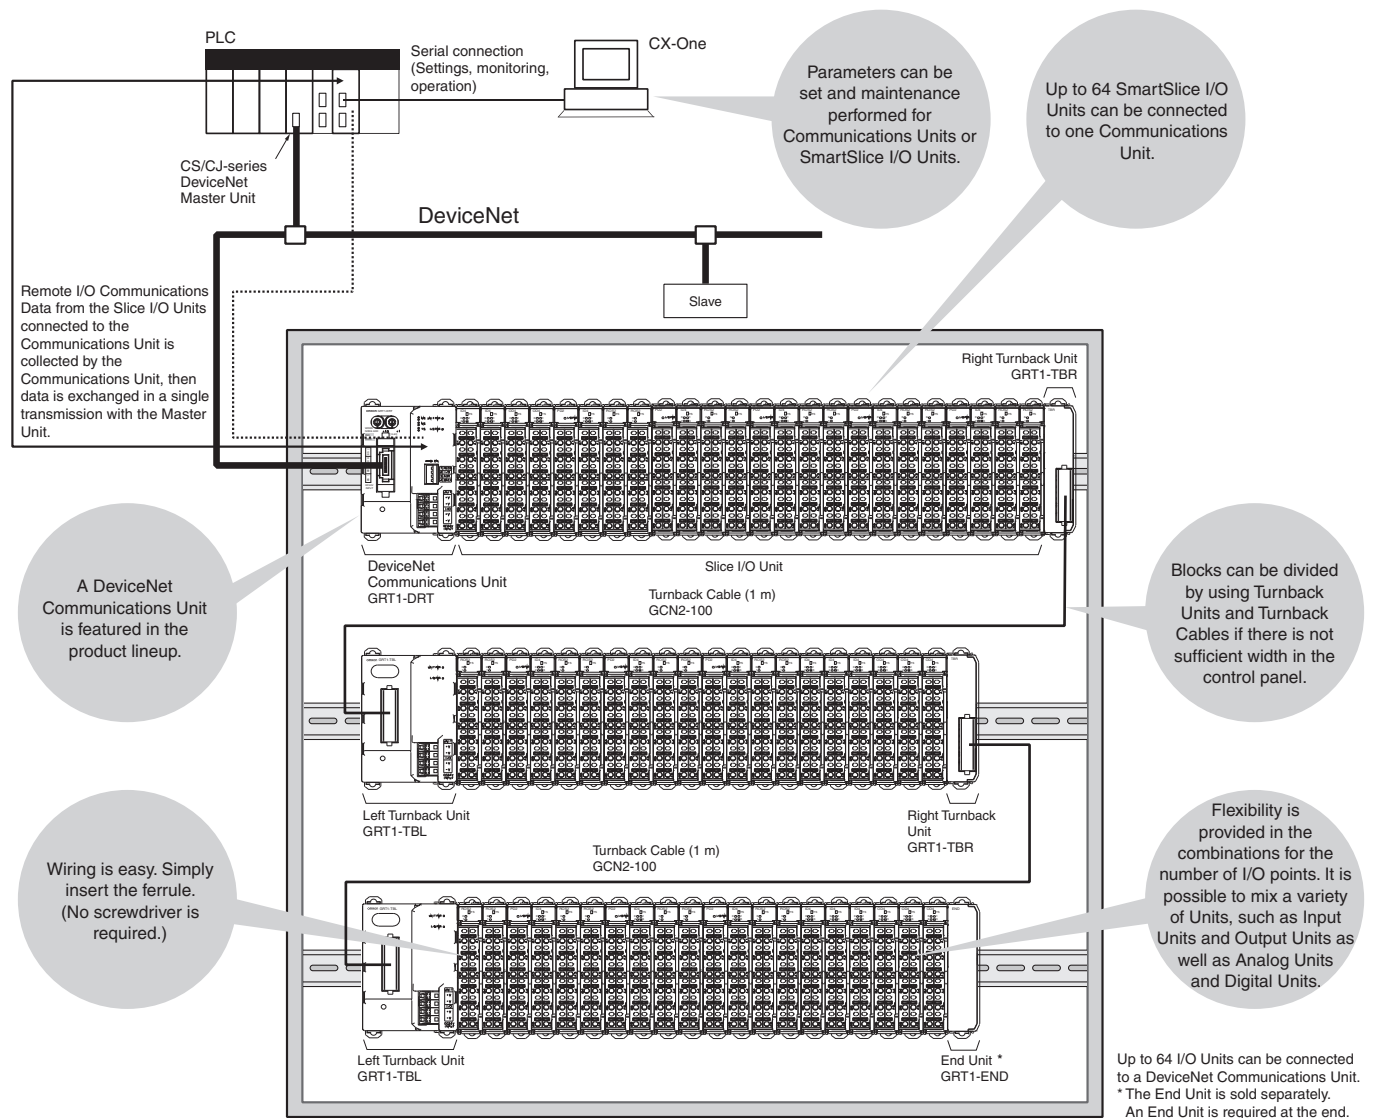 PLC
Serial connection
(Settings, monitoring,
operation)
CX-One
Parameters can be
set and maintenance
performed for
Communications Units or
SmartSlice I/O Units.
Up to 64 SmartSlice I/O
Units can be connected
to one Communications
Unit.
CS/CJ-series
DeviceNet
Master Unit
DeviceNet
Slave
Remote I/O Communications
Data from the Slice I/O Units
connected to the
Communications Unit is
collected by the
Communications Unit, then
data is exchanged in a single
transmission with the Master
Unit.
Right Turnback Unit
GRT1-TBR
A DeviceNet
Communications Unit
is featured in the
product lineup.
DeviceNet
Communications Unit
GRT1-DRT
Slice I/O Unit
Turnback Cable (1 m)
GCN2-100
Blocks can be divided
by using Turnback
Units and Turnback
Cables if there is not
sufficient width in the
control panel.
Left Turnback Unit
GRT1-TBL
Right Turnback
Unit
GRT1-TBR
Turnback Cable (1 m)
GCN2-100
Wiring is easy. Simply
insert the ferrule.
(No screwdriver is
required.)
Flexibility is
provided in the
combinations for the
number of I/O points. It is
possible to mix a variety
of Units, such as Input
Units and Output Units as
well as Analog Units
and Digital Units.
Left Turnback Unit
GRT1-TBL
End Unit *
GRT1-END
Up to 64 I/O Units can be connected
to a DeviceNet Communications Unit.
* The End Unit is sold separately.
An End Unit is required at the end.